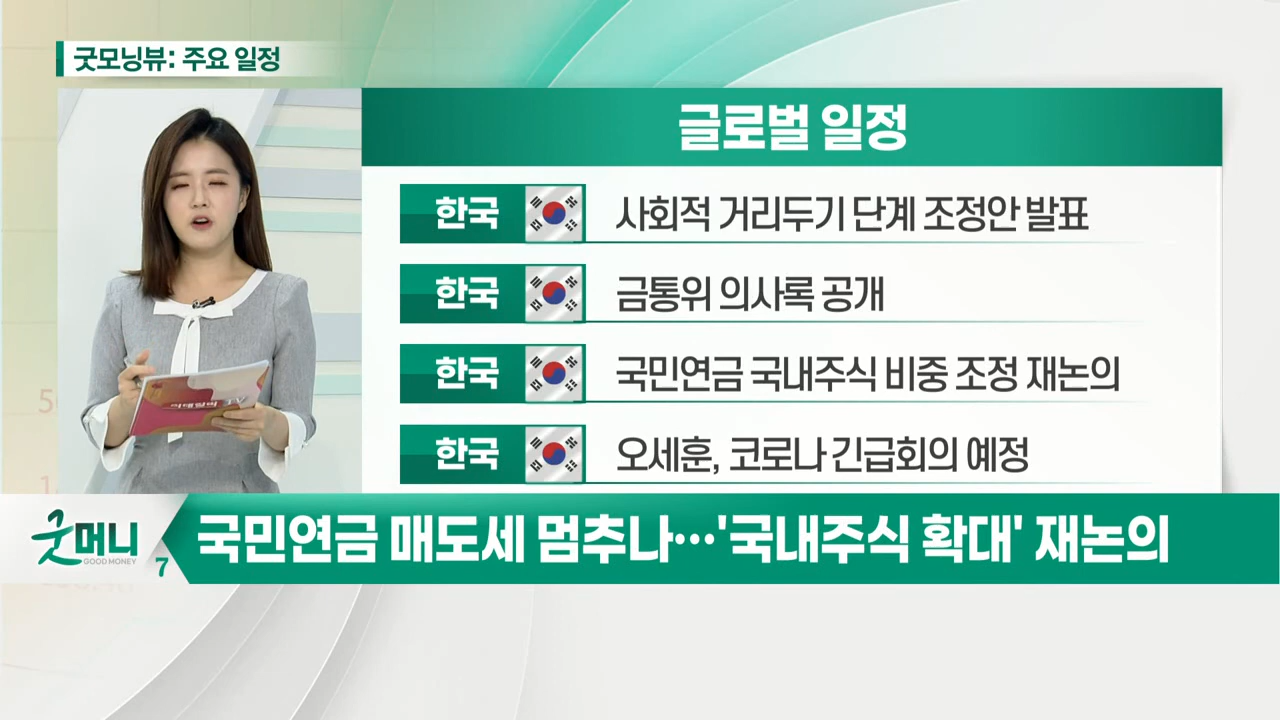 굿모닝뷰: 주요 일정
글로벌 일정
한국 사회적 거리두기 단계 조정안 발표
한국 금통위 의사록 공개
한국 국민연금 국내주식 비중 조정 재논의
한국 오세훈, 코로나 긴급회의 예정
이데일리 TV
굿머니
GOOD MONEY
7
국민연금 매도세 멈추나…'국내주식 확대' 재논의